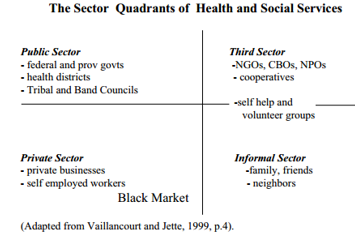 The Sector Quadrants of Health and Social Services
Public Sector
- federal and prov govts
- health districts
- Tribal and Band Councils
Third Sector
-NGOs, CBOs, NPOs
- cooperatives
-self help and
volunteer groups
Private Sector
- private businesses
- self employed workers
Black Market
Informal Sector
-family, friends
- neighbors
(Adapted from Vaillancourt and Jette, 1999, p.4).